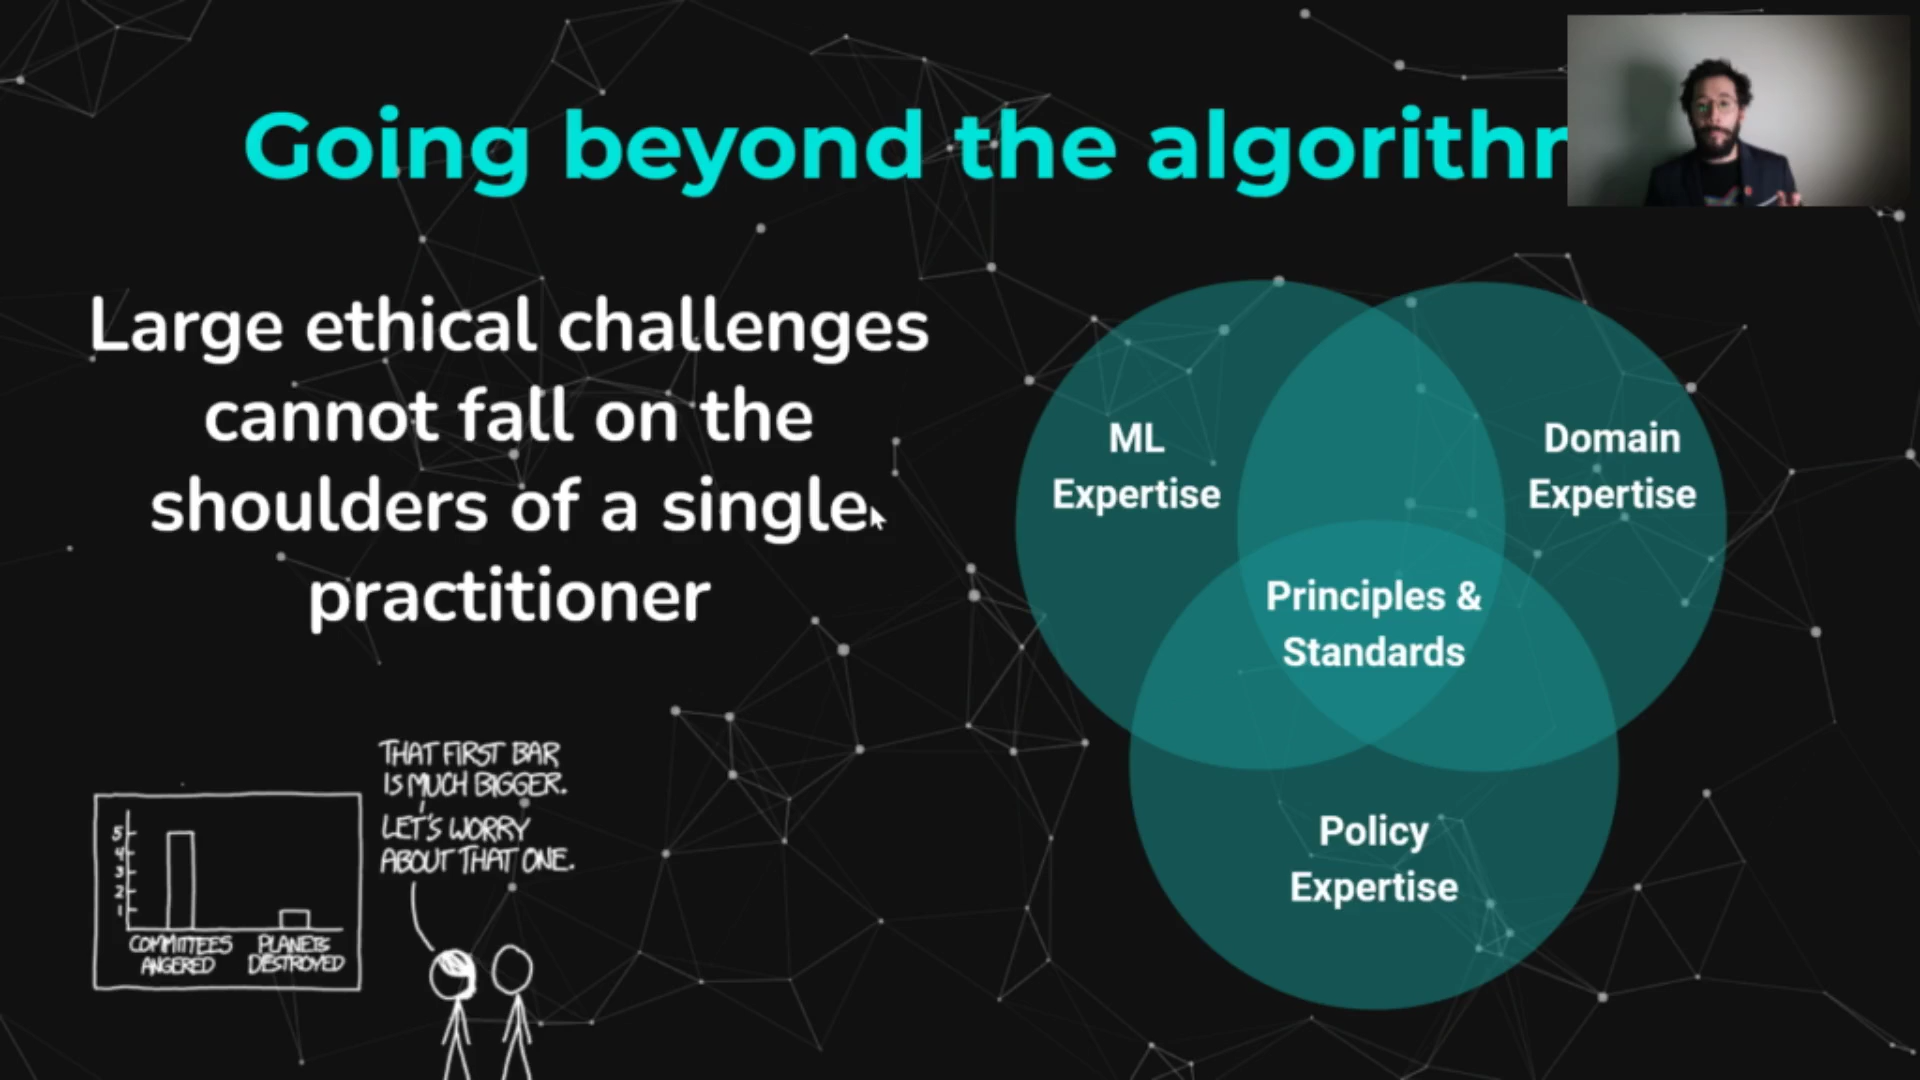 Going beyond the algorithm
Large ethical challenges
cannot fall on the
shoulders of a single
practitioner
ML
Expertise
Domain
Expertise
Principles &
Standards
Policy
Expertise
THAT FIRST BAR
IS MUCH BIGGER.
LET'S WORRY
ABOUT THAT ONE.
5
4
3
2
1
COMMITTEES
ANGERED
PLANETS
DESTROYED